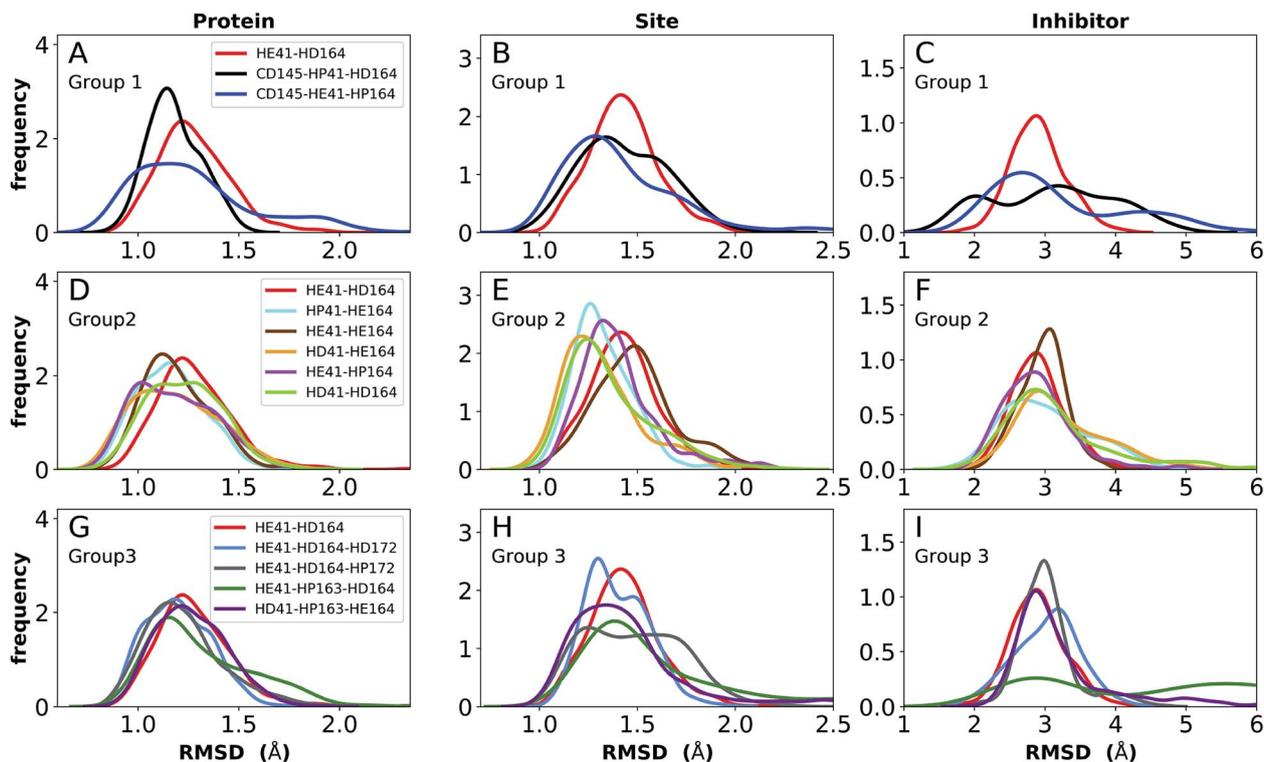 Protein
Site
Inhibitor
frequency
4
2
0
A
Group 1
HE41-HD164
CD145-HP41-HD164
CD145-HE41-HP164
1.0 1.5 2.0
3
2
1
0
B
Group 1
1.0 1.5 2.0 2.5
1.5
1.0
0.5
0.0
C
Group 1
1 2 3 4 5 6
frequency
4
2
0
D
Group2
HE41-HD164
HP41-HE164
HE41-HE164
HD41-HE164
HE41-HP164
HD41-HD164
1.0 1.5 2.0
3
2
1
0
E
Group 2
1.0 1.5 2.0 2.5
1.5
1.0
0.5
0.0
F
Group 2
1 2 3 4 5 6
frequency
4
2
0
G
Group3
HE41-HD164
HE41-HD164-HD172
HE41-HD164-HP172
HE41-HP163-HD164
HD41-HP163-HE164
1.0 1.5 2.0
RMSD (Å)
3
2
1
0
H
Group 3
1.0 1.5 2.0 2.5
RMSD (Å)
1.5
1.0
0.5
0.0
I
Group 3
1 2 3 4 5 6
RMSD (Å)